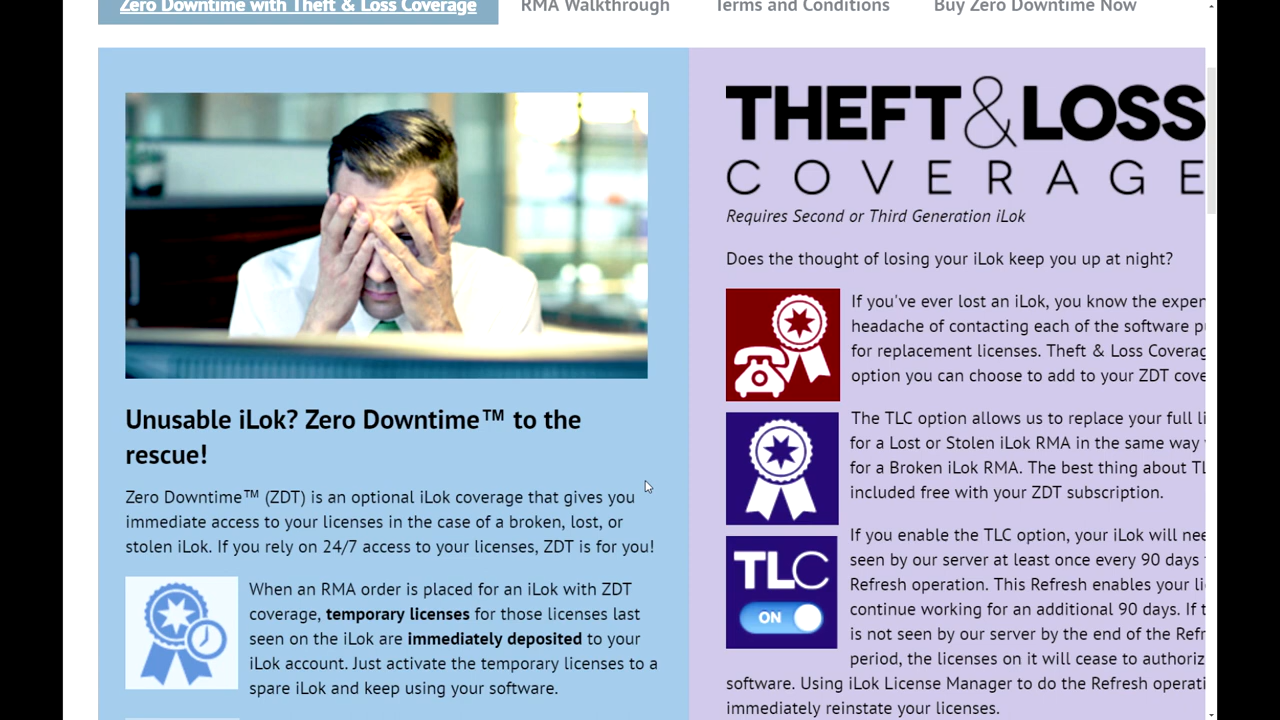 Zero Downtime with Theft & Loss Coverage
RMA Walkthrough
Terms and Conditions
Buy Zero Downtime Now
Unusable iLok? Zero Downtime™ to the
rescue!
Zero Downtime™ (ZDT) is an optional iLok coverage that gives you
immediate access to your licenses in the case of a broken, lost, or
stolen iLok. If you rely on 24/7 access to your licenses, ZDT is for you!
When an RMA order is placed for an iLok with ZDT
coverage, temporary licenses for those licenses last
seen on the iLok are immediately deposited to your
iLok account. Just activate the temporary licenses to a
spare iLok and keep using your software.
THEFT & LOSS
COVERAGE
Requires Second or Third Generation iLok
Does the thought of losing your iLok keep you up at night?
If you've ever lost an iLok, you know the
headache of contacting each of the software
for replacement licenses. Theft & Loss
option you can choose to add to your ZDT
The TLC option allows us to replace your full
for a Lost or Stolen iLok RMA in the same way
for a Broken iLok RMA. The best thing about
included free with your ZDT subscription.
TLC
ON
If you enable the TLC option, your iLok will
seen by our server at least once every 90 days
Refresh operation. This Refresh enables your
continue working for an additional 90 days. If
is not seen by our server by the end of the
period, the licenses on it will cease to
software. Using iLok License Manager to do the Refresh
immediately reinstate your licenses.